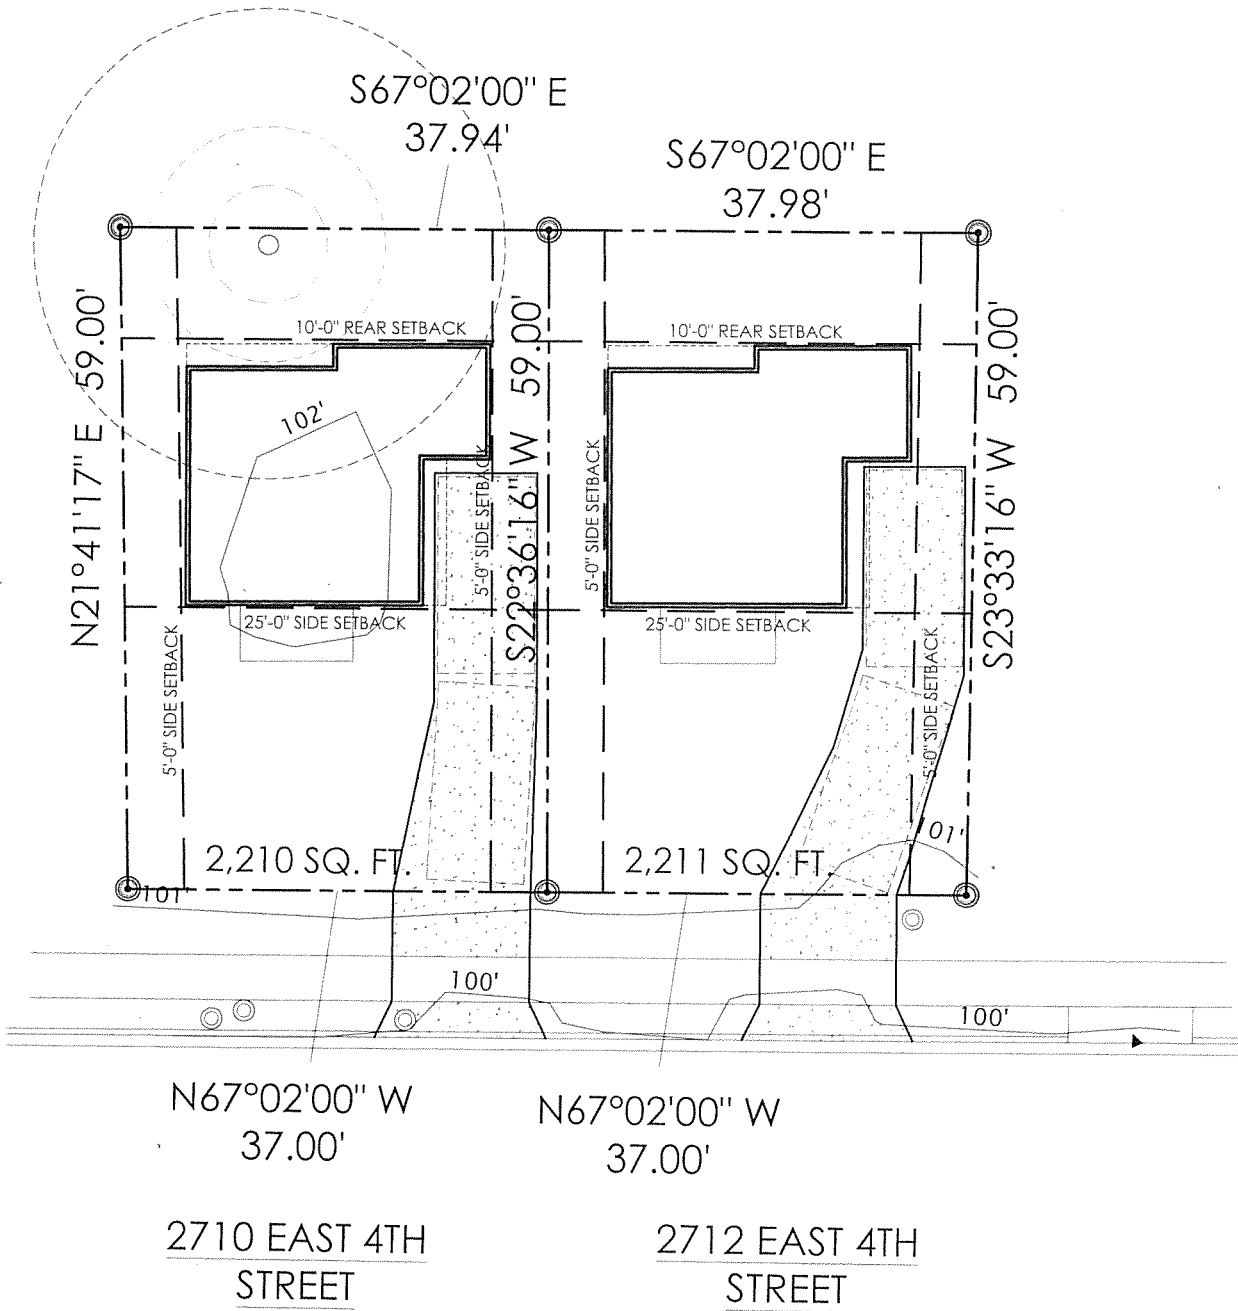 S67°02'00" E
37.94'
S67°02'00" E
37.98'
N21°41'17" E 59.00'
10'-0" REAR SETBACK
S22°36'16" W 59.00'
10'-0" REAR SETBACK
S23°33'16" W 59.00'
102'
5'-0" SIDE SETBACK
5'-0" SIDE SETBACK
25'-0" SIDE SETBACK
25'-0" SIDE SETBACK
5'-0" SIDE SETBACK
5'-0" SIDE SETBACK
2,210 SQ. FT.
2,211 SQ. FT.
101'
101'
100'
100'
N67°02'00" W
37.00'
N67°02'00" W
37.00'
2710 EAST 4TH
STREET
2712 EAST 4TH
STREET